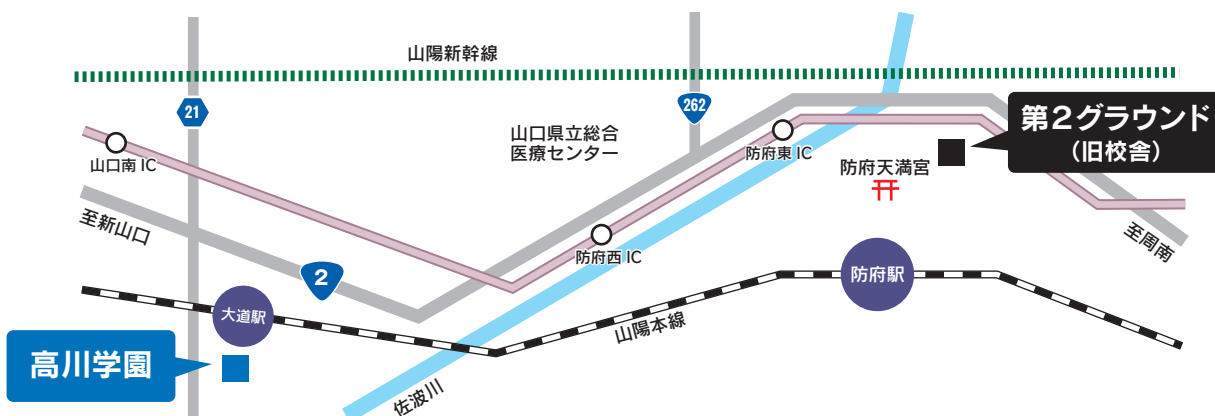 山陽新幹線
21
262
第2グラウンド
(旧校舎)
山口県立総合
医療センター
山口南 IC
防府東 IC
防府天満宮
至新山口
至周南
防府西 IC
2
防府駅
大道駅
山陽本線
高川学園
佐波川